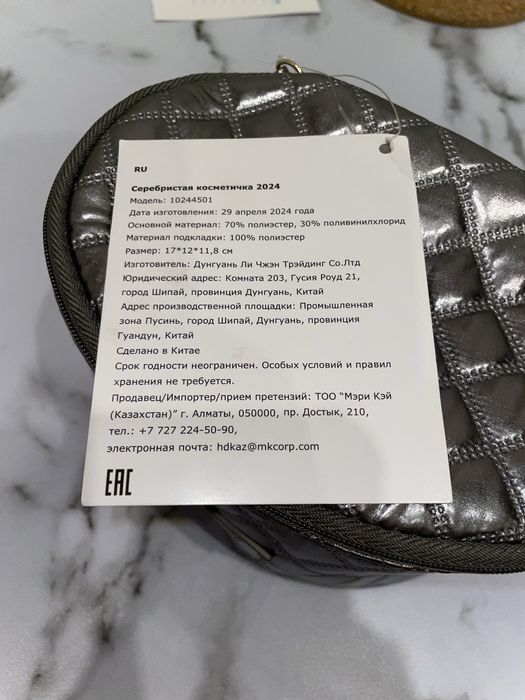 RU
Серебристая косметичка 2024
Модель: 10244501
Дата изготовления: 29 апреля 2024 года
Основной материал: 70% полиэстер, 30% поливинилхлорид
Материал подкладки: 100% полиэстер
Размер: 17*12*11,8 см
Изготовитель: Дунгуань Ли Чжэн Трэйдинг Со.Лтд
Юридический адрес: Комната 203, Гусия Роуд 21,
город Шипай, провинция Дунгуань, Китай
Адрес производственной площадки: Промышленная
зона Пусинь, город Шипай, Дунгуань, провинция
Гуандун, Китай
Сделано в Китае
Срок годности неограничен. Особых условий и правил
хранения не требуется.
Продавец/Импортер/прием претензий: ТОО "Мэри Кэй
(Казахстан)" г. Алматы, 050000, пр. Достык, 210,
тел.: +7 727 224-50-90,
электронная почта: hdkaz@mkcorp.com
EAC